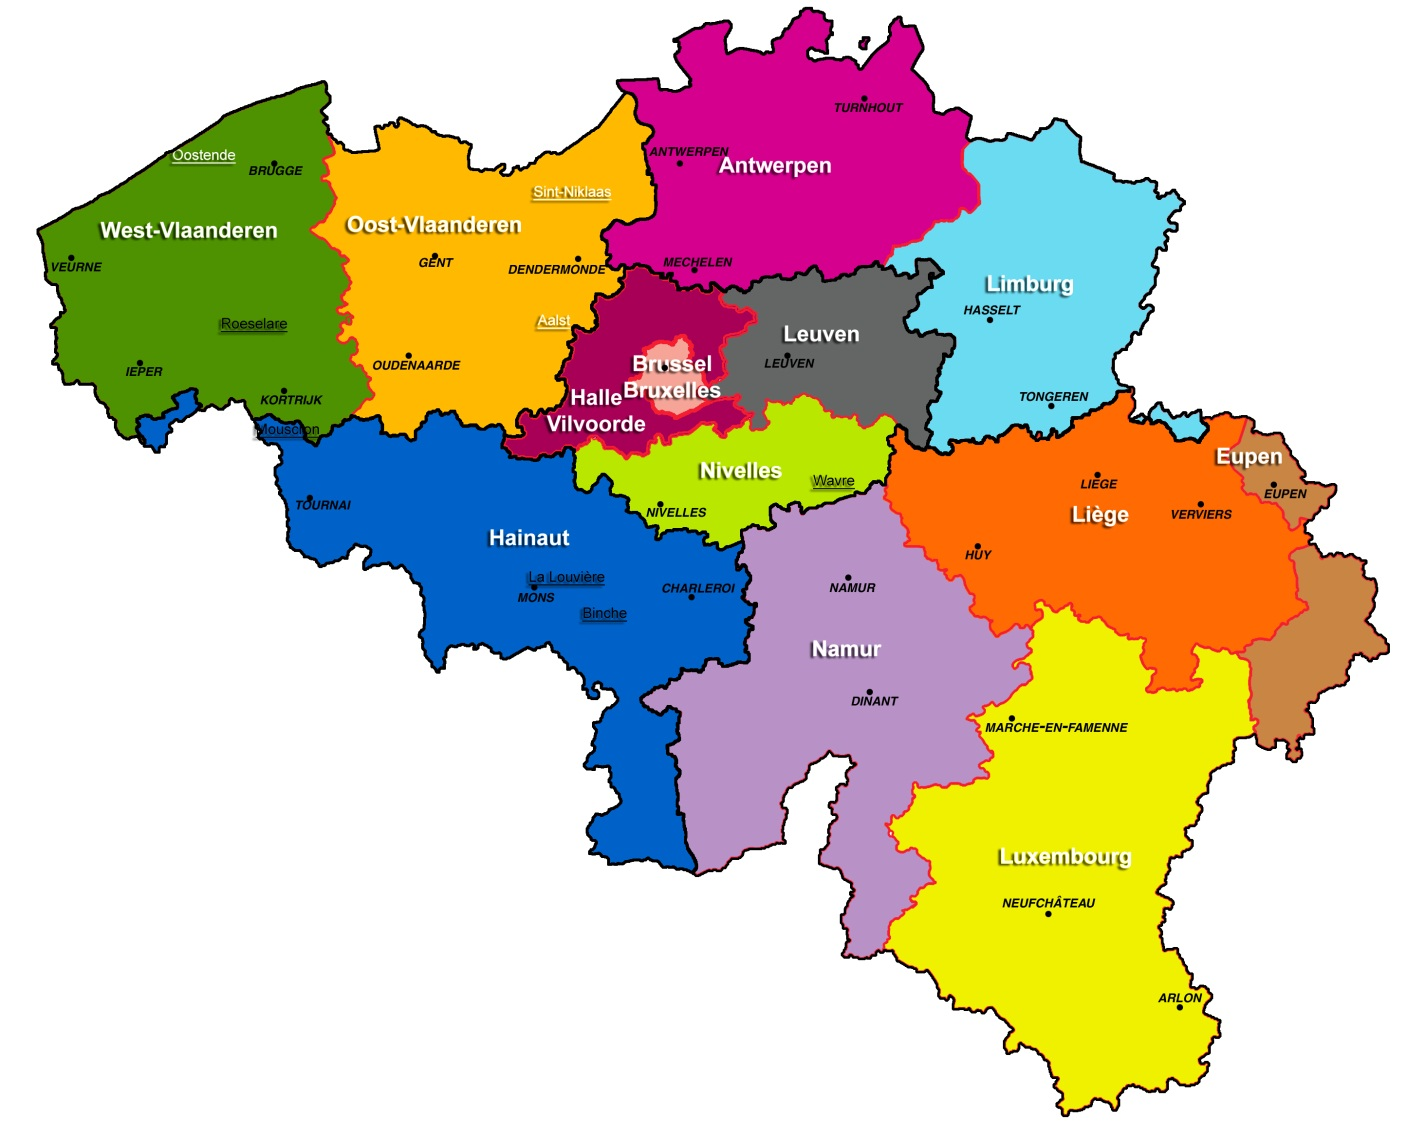 TURNHOUT
ANTWERPEN
Antwerpen
Oostende
BRUGGE
Sint-Niklaas
West-Vlaanderen
Oost-Vlaanderen
VEURNE
GENT
DENDERMONDE
MECHELEN
Limburg
HASSELT
Roeselare
Aalst
Leuven
LEUVEN
IEPER
OUDENAARDE
Brussel
Bruxelles
Halle
Vilvoorde
KORTRIJK
TONGEREN
Mouscron
Eupen
EUPEN
Nivelles
Wavre
NIVELLES
LIÈGE
Liège
VERVIERS
TOURNAI
Hainaut
HUY
La Louvière
MONS
Binche
CHARLEROI
NAMUR
Namur
DINANT
MARCHE-EN-FAMENNE
Luxembourg
NEUFCHÂTEAU
ARLON